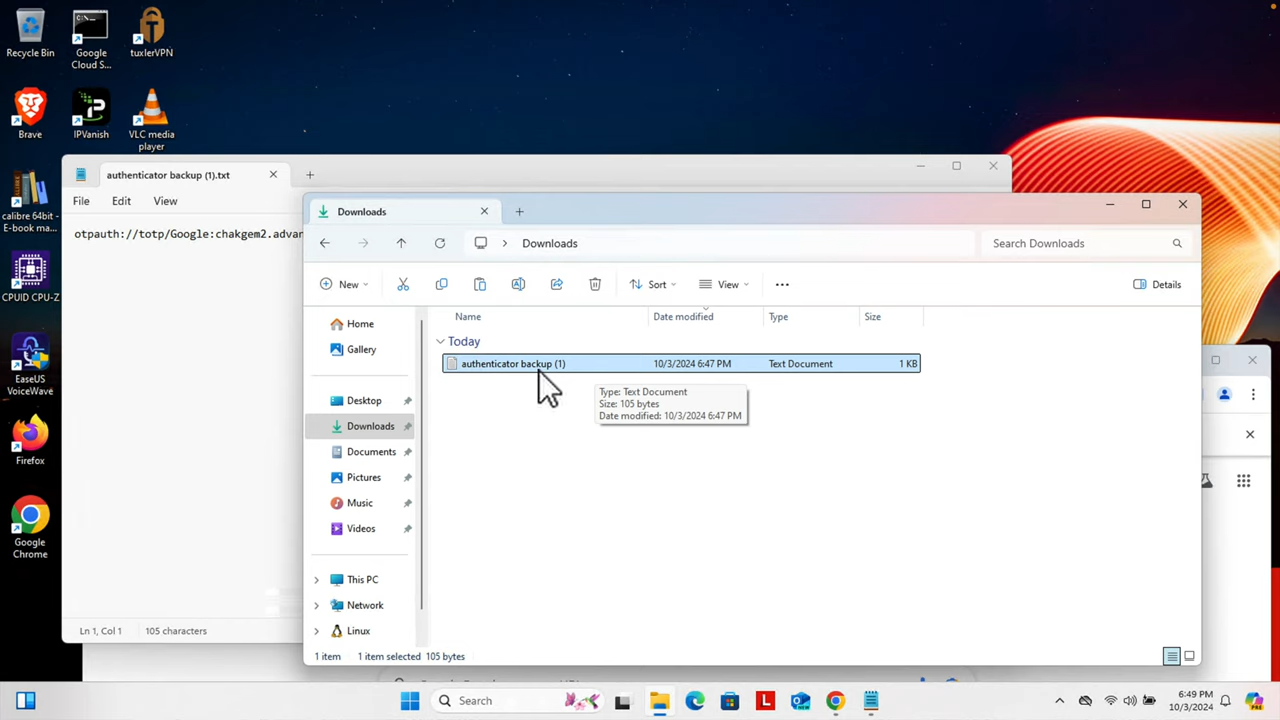 Recycle Bin
Google
Cloud S...
tuxlerVPN
Brave
IPVanish
VLC media
player
calibre 64bit -
E-book ma...
CPUID CPU-Z
EaseUS
VoiceWave
Firefox
Google
Chrome
authenticator backup (1).txt
File Edit View
otpauth://totp/Google:chakgem2.advan
Ln 1, Col 1 105 characters
Downloads
Downloads
Search Downloads
New
Sort
View
Details
Name Date modified Type Size
Today
authenticator backup (1) 10/3/2024 6:47 PM Text Document 1 KB
Type: Text Document
Size: 105 bytes
Date modified: 10/3/2024 6:47 PM
Home
Gallery
Desktop
Downloads
Documents
Pictures
Music
Videos
This PC
Network
Linux
1 item 1 item selected 105 bytes
Search
6:49 PM
10/3/2024